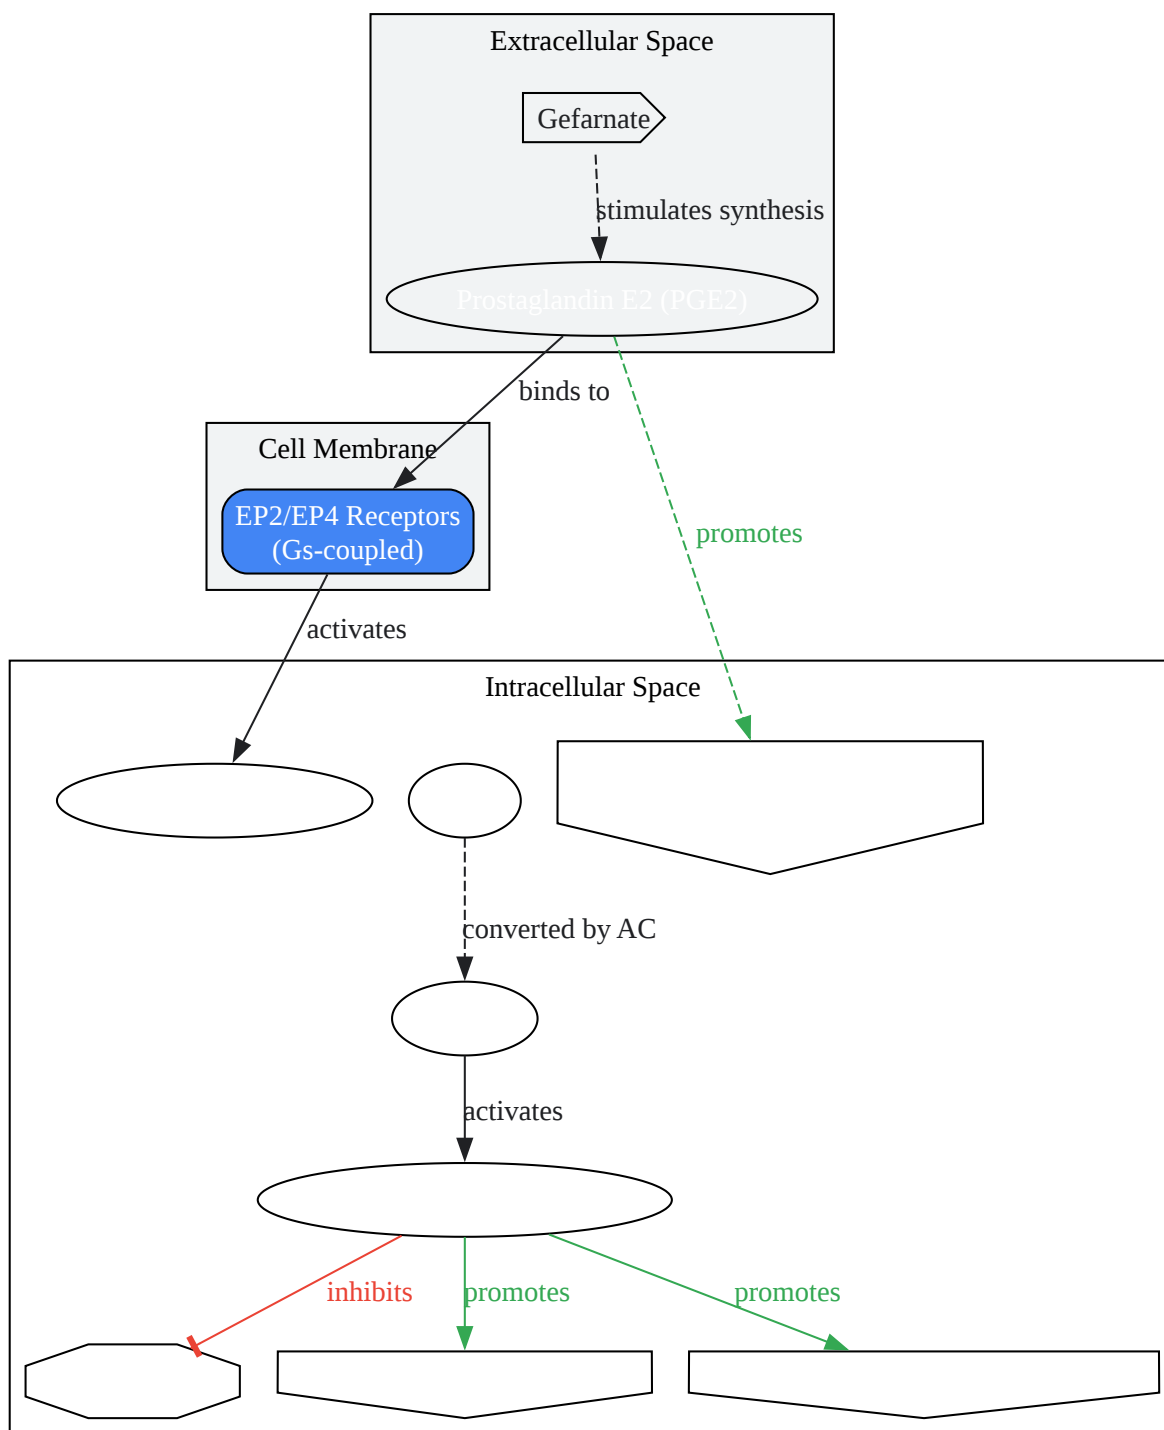 Extracellular Space
Gefarnate
stimulates synthesis
Prostaglandin E2 (PGE2)
binds to
Cell Membrane
EP2/EP4 Receptors
(Gs-coupled)
promotes
activates
Intracellular Space
converted by AC
activates
inhibits
promotes
promotes